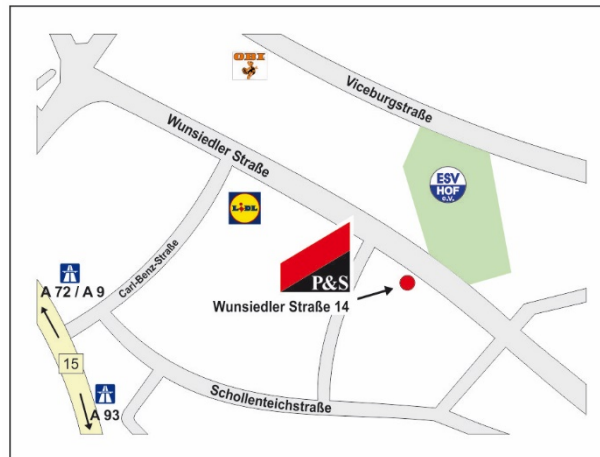 OBI
Viceburgstraße
Wunsiedler Straße
ESV
HOF
e.V.
LIDL
Carl-Benz-Straße
P&S
A 72 / A 9
Wunsiedler Straße 14
15
Schollenteichstraße
A 93